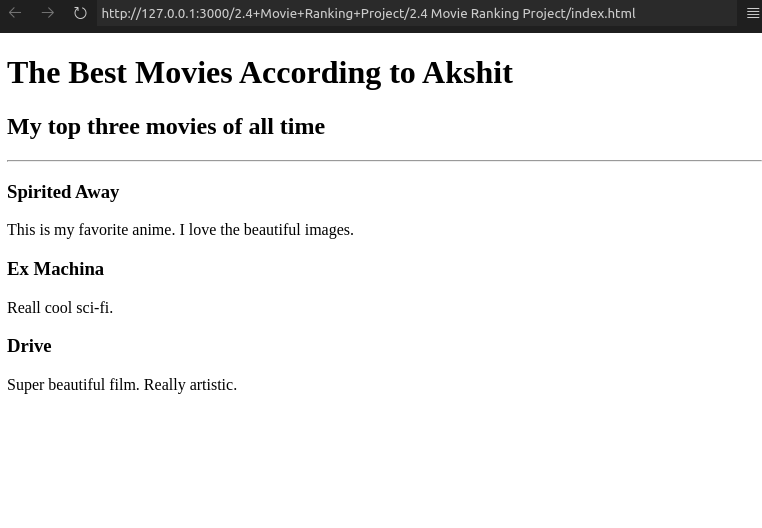 http://127.0.0.1:3000/2.4+Movie+Ranking+Project/2.4 Movie Ranking Project/index.html
The Best Movies According to Akshit
My top three movies of all time
Spirited Away
This is my favorite anime. I love the beautiful images.
Ex Machina
Reall cool sci-fi.
Drive
Super beautiful film. Really artistic.